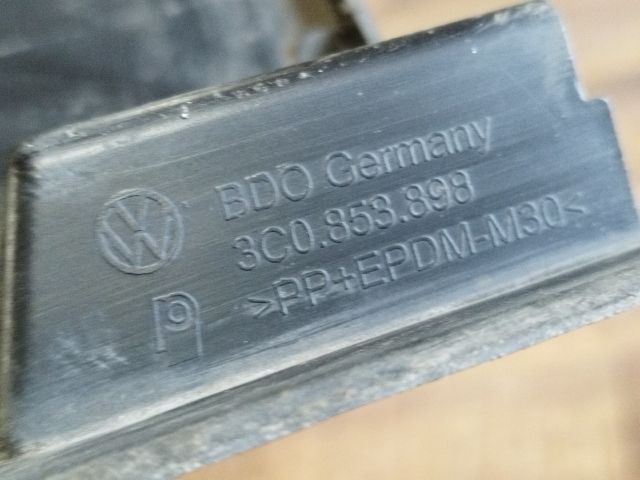 BDO Germany
3C0.853.898
>PP+EPDM-M30<